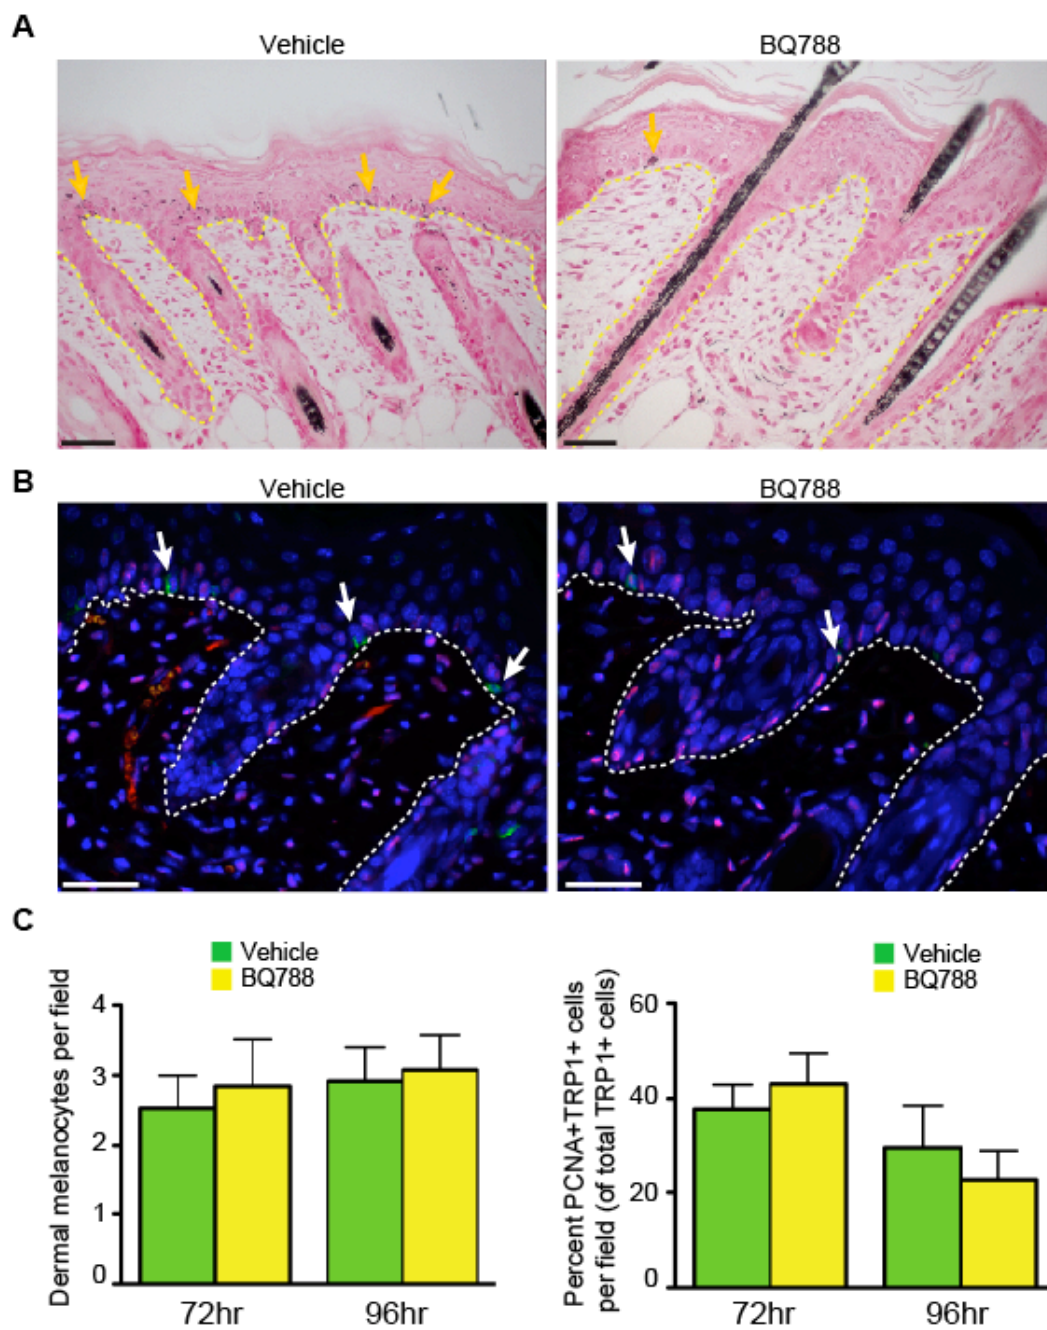 A
Vehicle
BQ788
B
Vehicle
BQ788
C
Vehicle
BQ788
Dermal melanocytes per field
4
3
2
1
0
72hr
96hr
Vehicle
BQ788
Percent PCNA+TRP1+ cells
per field (of total TRP1+ cells)
60
40
20
0
72hr
96hr